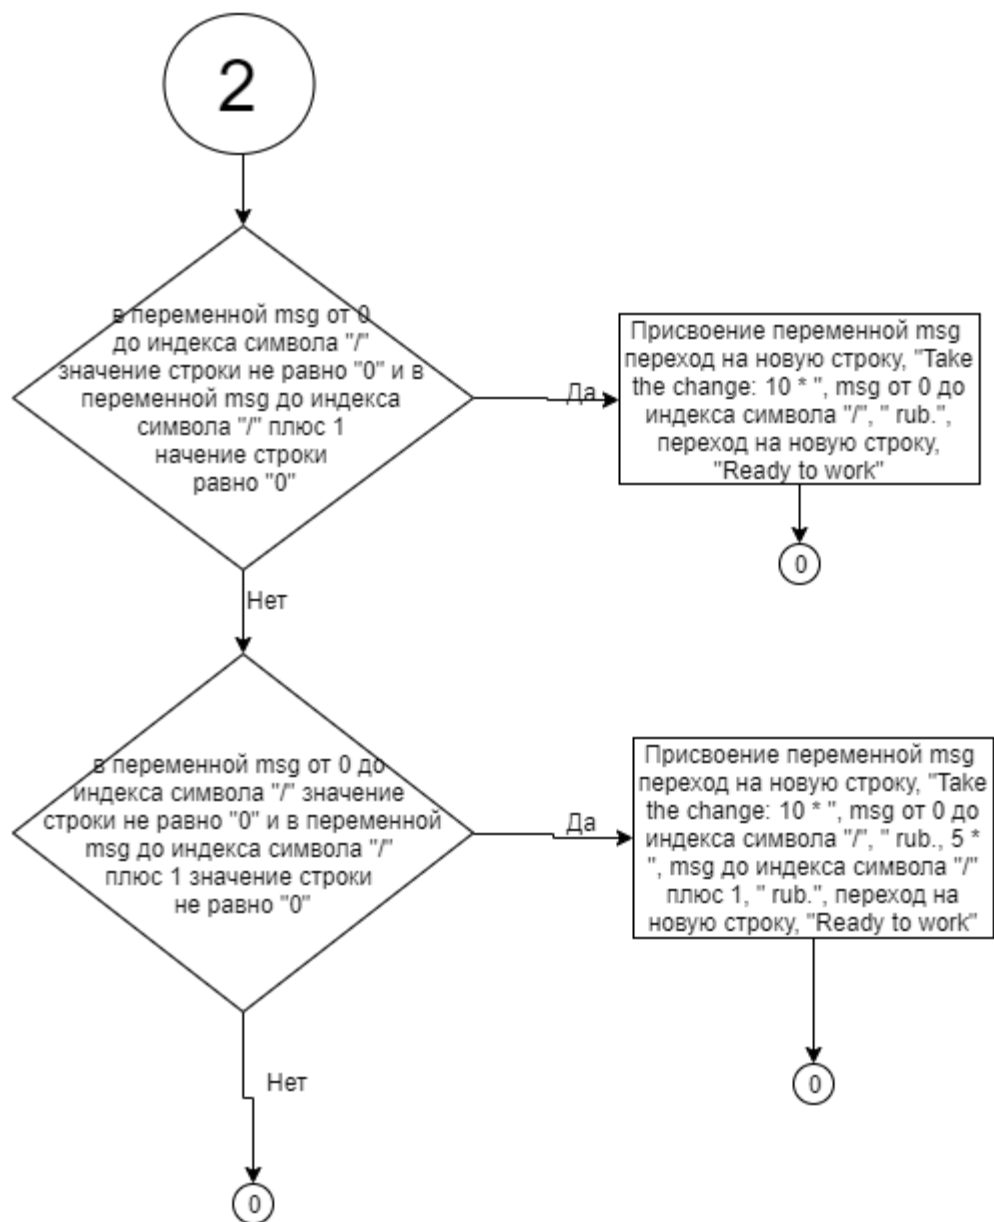 2
в переменной msg от 0
до индекса символа "/"
значение строки не равно "0" и в
переменной msg до индекса
символа "/" плюс 1
начение строки
равно "0"
Да
Присвоение переменной msg
переход на новую строку, "Take
the change: 10 * ", msg от 0 до
индекса символа "/", " rub.",
переход на новую строку,
"Ready to work"
0
Нет
в переменной msg от 0 до
индекса символа "/" значение
строки не равно "0" и в переменной
msg до индекса символа "/"
плюс 1 значение строки
не равно "0"
Да
Присвоение переменной msg
переход на новую строку, "Take
the change: 10 * ", msg от 0 до
индекса символа "/", " rub., 5 *
", msg до индекса символа "/"
плюс 1, " rub.", переход на
новую строку, "Ready to work"
0
Нет
0